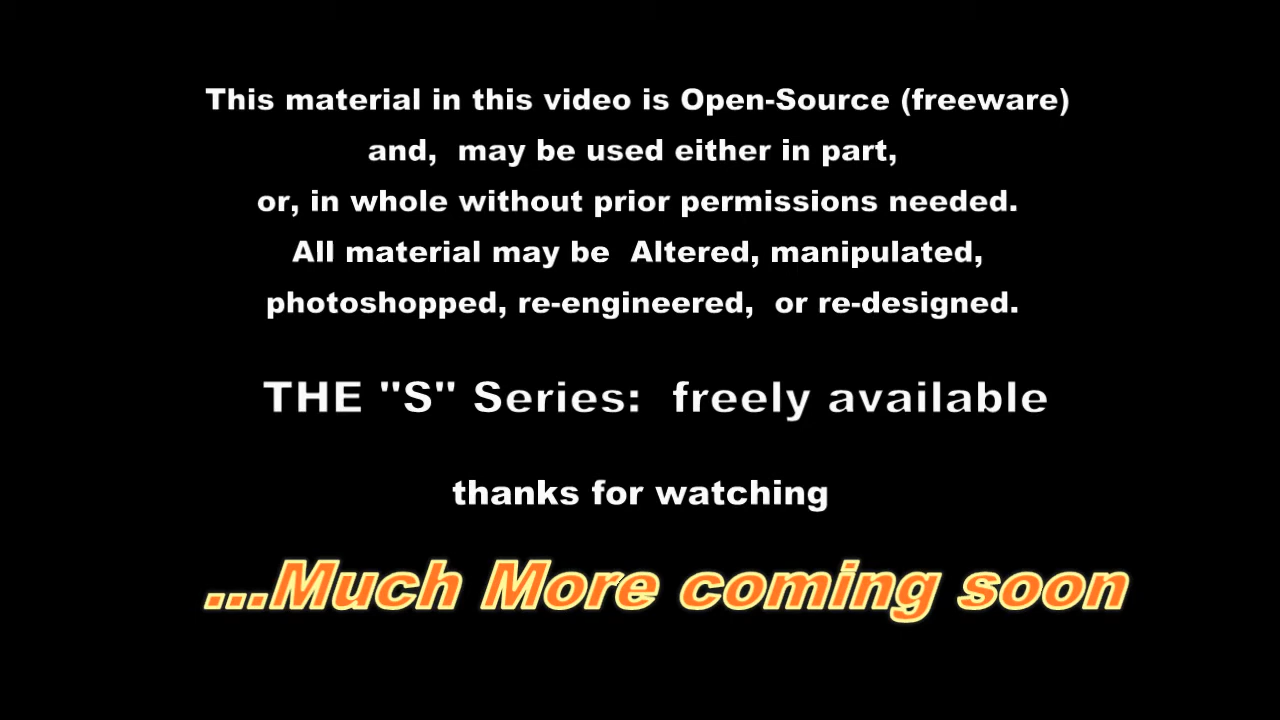 This material in this video is Open-Source (freeware)
and,  may be used either in part,
or, in whole without prior permissions needed.
All material may be  Altered, manipulated,
photoshopped, re-engineered,  or re-designed.
THE "S" Series:  freely available
thanks for watching
...Much More coming soon